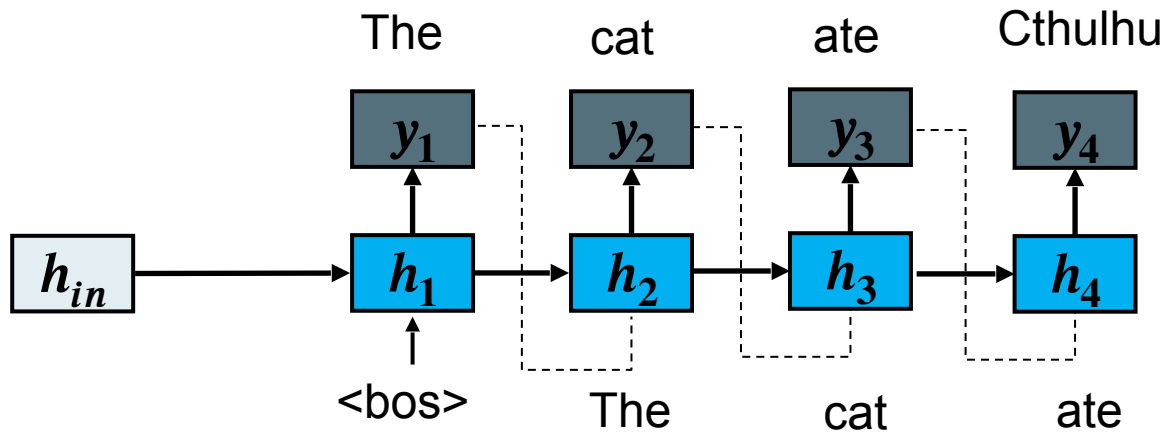 The cat ate Cthulhu
y1 y2 y3 y4
hin h1 h2 h3 h4
<bos> The cat ate